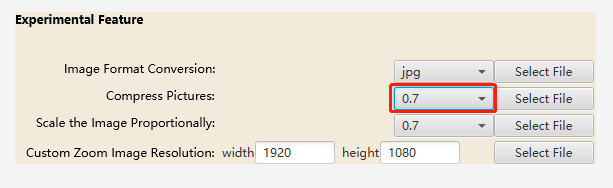 Experimental Feature
Image Format Conversion: jpg Select File
Compress Pictures: 0.7 Select File
Scale the Image Proportionally: 0.7 Select File
Custom Zoom Image Resolution: width 1920 height 1080 Select File